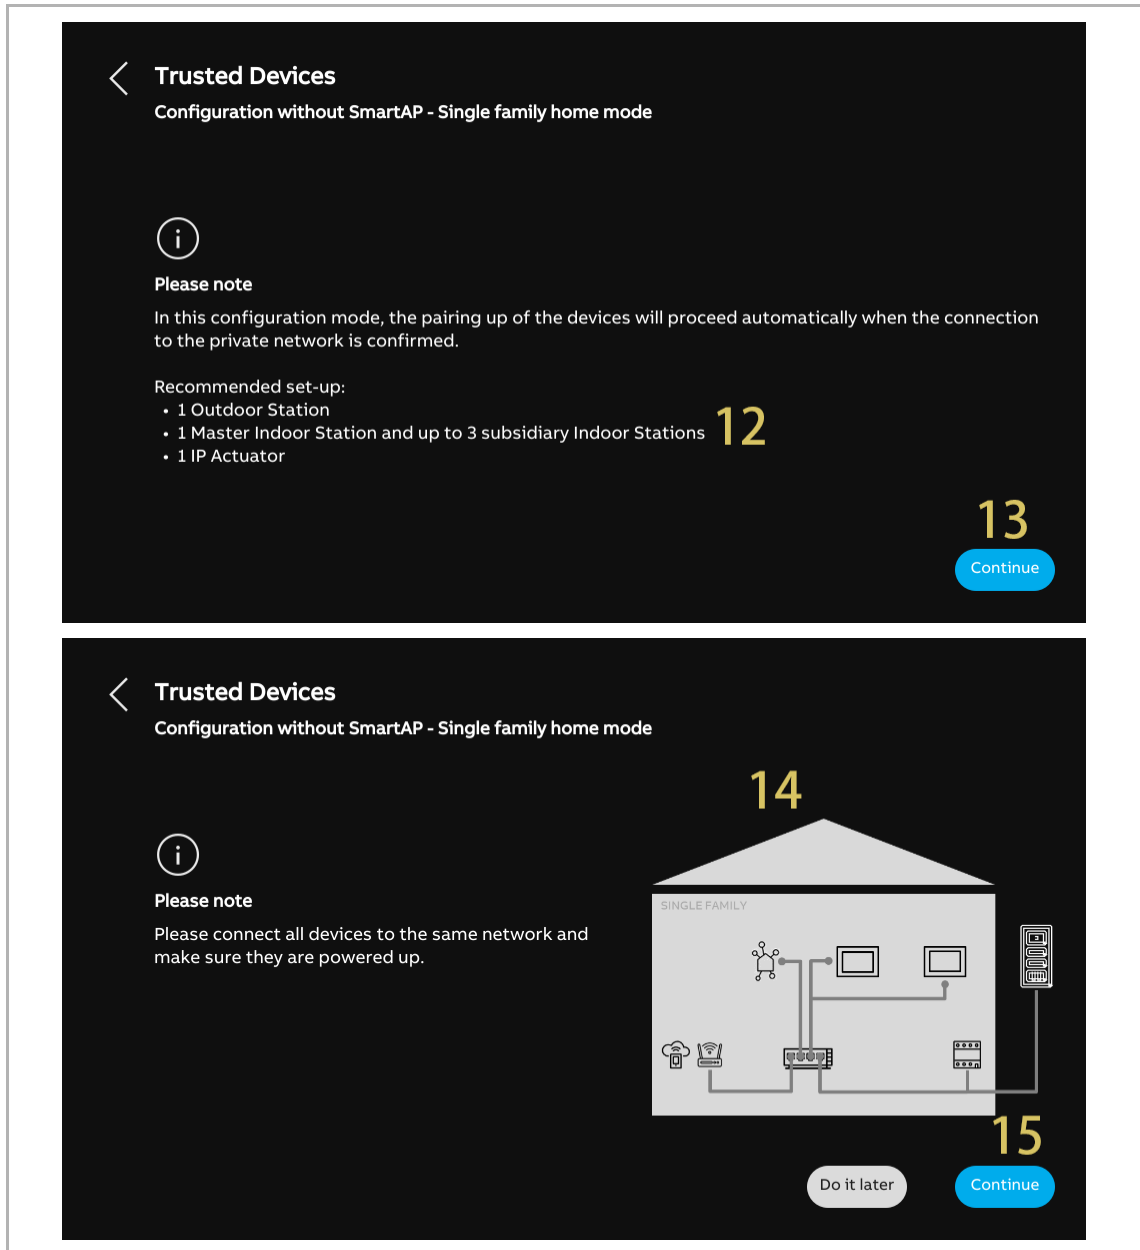 Trusted Devices
Configuration without SmartAP - Single family home mode
Please note
In this configuration mode, the pairing up of the devices will proceed automatically when the connection
to the private network is confirmed.
Recommended set-up:
• 1 Outdoor Station
• 1 Master Indoor Station and up to 3 subsidiary Indoor Stations 12
• 1 IP Actuator
13
Continue
Trusted Devices
Configuration without SmartAP - Single family home mode
14
Please note
SINGLE FAMILY
Please connect all devices to the same network and
make sure they are powered up.
15
Do it later
Continue